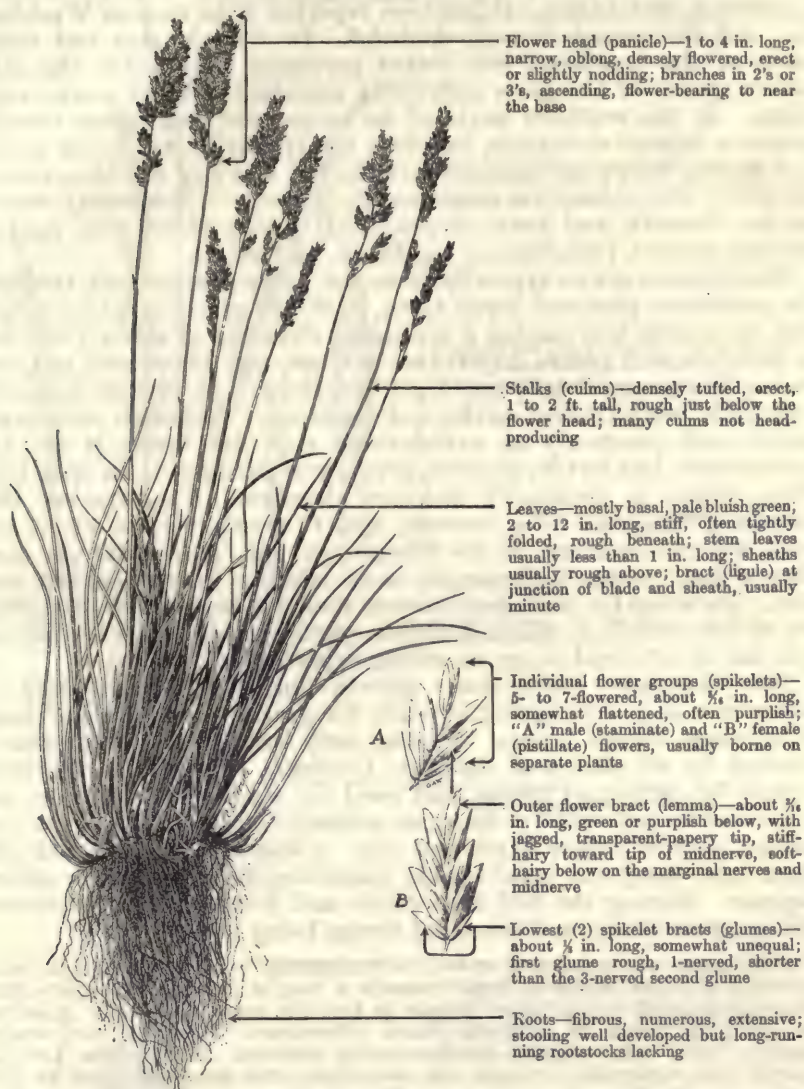 Flower head (panicle)—1 to 4 in. long,
narrow, oblong, densely flowered, erect
or slightly nodding; branches in 2's or
3's, ascending, flower-bearing to near
the base
Stalks (culms)—densely tufted, erect,
1 to 2 ft. tall, rough just below the
flower head; many culms not head-
producing
Leaves—mostly basal, pale bluish green,
2 to 12 in. long, stiff, often tightly
folded, rough beneath; stem leaves
usually less than 1 in. long; sheaths
usually rough above; bract (ligule) at
junction of blade and sheath, usually
minute
Individual flower groups (spikelets)—
5- to 7-flowered, about in. long,
somewhat flattened, often purplish;
"A" male (staminate) and "B" female
(pistillate) flowers, usually borne on
separate plants
A
Outer flower bract (lemma)—about
in. long, green or purplish below, with
jagged, transparent-papery tip, stiff-
hairy toward tip of midnerve, soft-
hairy below on the marginal nerves and
midnerve
B
Lowest (2) spikelet bracts (glumes)—
about in. long, somewhat unequal;
first glume rough, 1-nerved, shorter
than the 3-nerved second glume
Roots—fibrous, numerous, extensive;
stooling well developed but long-run-
ning rootstocks lacking